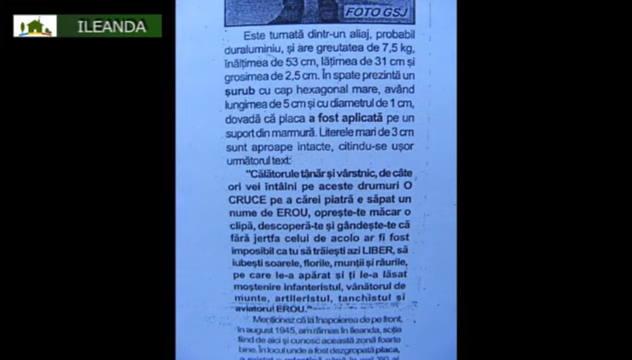 ILEANDA
FOTO GSJ
Este turnată dintr-un aliaj, probabil
duraluminiu, și are greutatea de 7,5 kg,
înălțimea de 53 cm, lățimea de 31 cm și
grosimea de 2,5 cm. În spate prezintă un
șurub cu cap hexagonal mare, având
lungimea de 5 cm și cu diametrul de 1 cm,
dovadă că placa a fost aplicată pe un
suport din marmură. Literele mari de 3 cm
sunt aproape intacte, citindu-se ușor
următorul text:
"Călătorule tânăr și vârstnic, de câte
ori vei întâlni pe aceste drumuri O
CRUCE pe a cărei piatră e săpat un
nume de EROU, oprește-te măcar o
clipă, descoperă-te și gândește-te că
fără jertfa celui de acolo ar fi fost
imposibil ca tu să trăiești azi LIBER, să
iubești soarele, florile, munții și râurile,
pe care le-a apărat și ți le-a lăsat
moștenire infanteristul, vânătorul de
munte, artileristul, tanchistul și
aviatorul EROU."
Menționez că la înapoierea de pe front,
în august 1945, am rămas în Ileanda, soția
fiind de aici și cunosc această zonă foarte
bine. În locul unde a fost dezgropată placa,
a